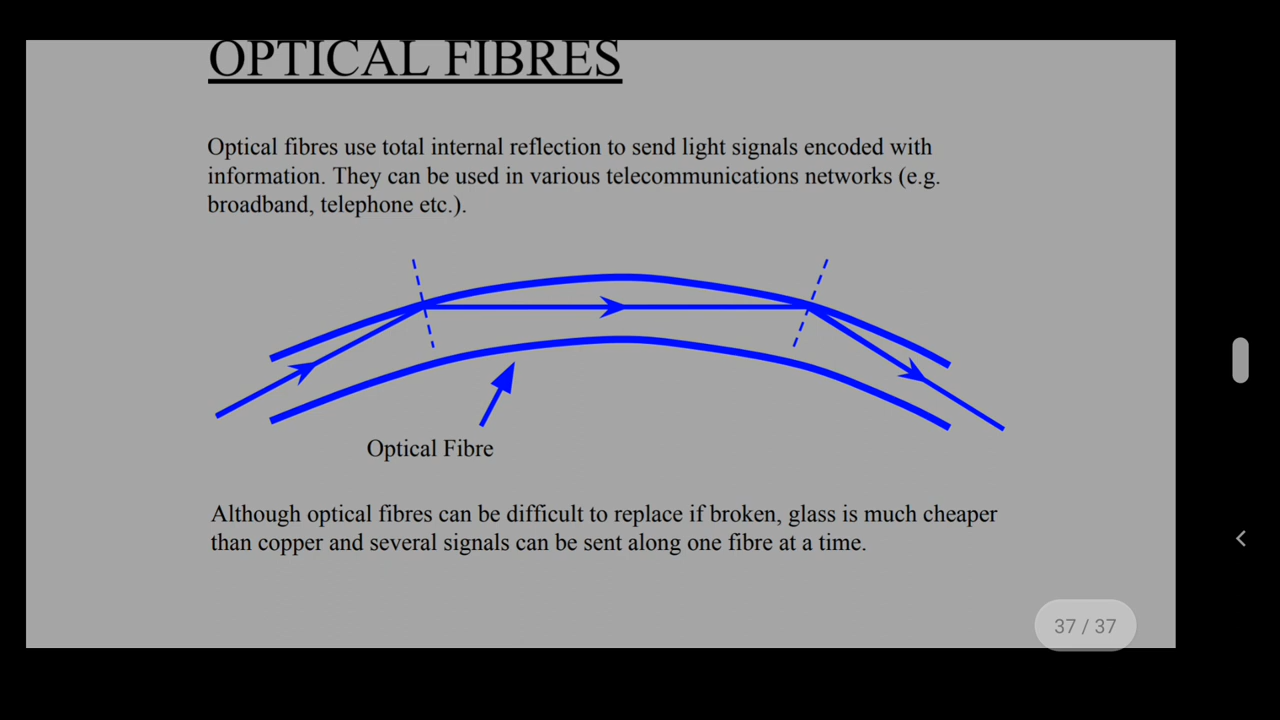 OPTICAL FIBRES
Optical fibres use total internal reflection to send light signals encoded with
information. They can be used in various telecommunications networks (e.g.
broadband, telephone etc.).
Optical Fibre
Although optical fibres can be difficult to replace if broken, glass is much cheaper
than copper and several signals can be sent along one fibre at a time.
37 / 37